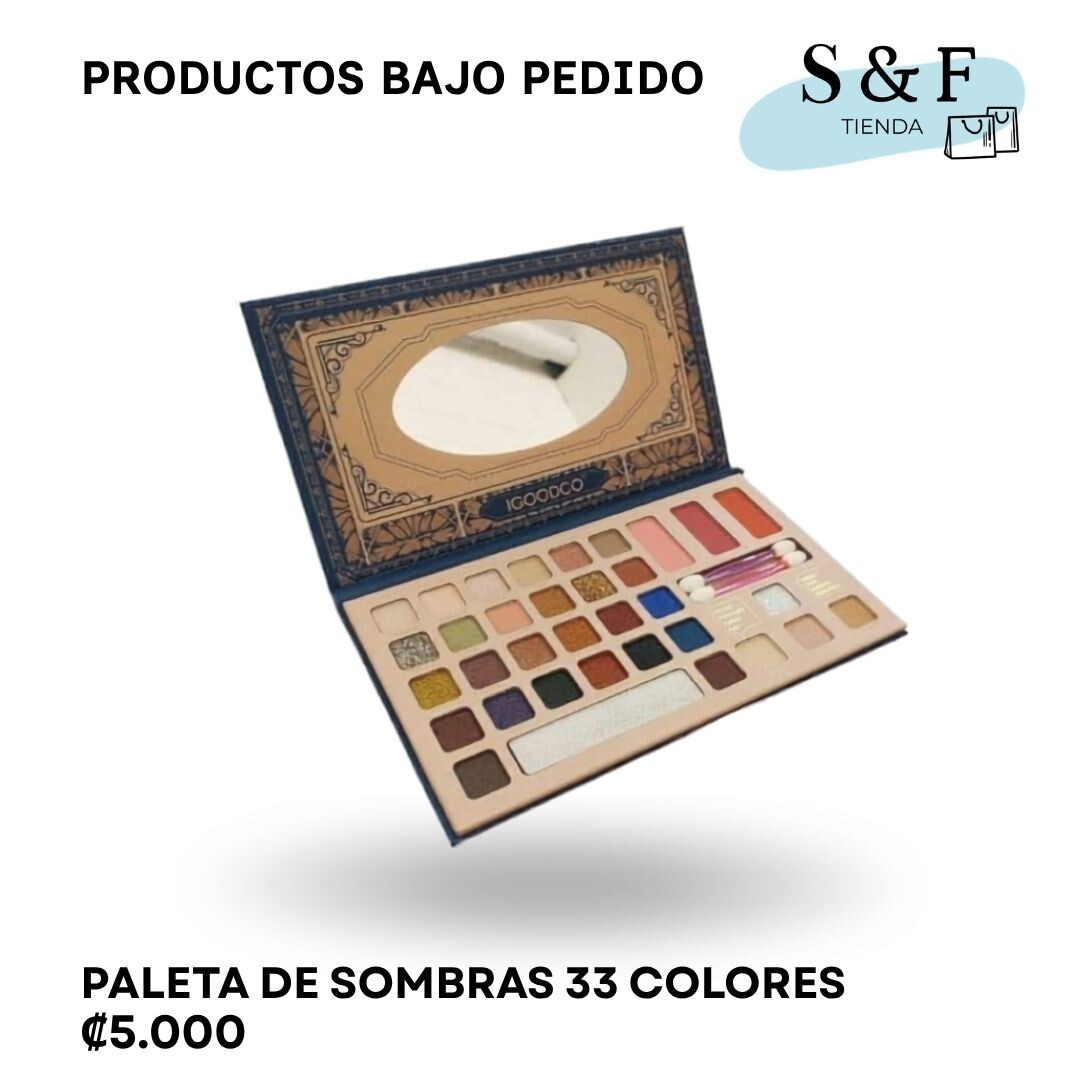 PRODUCTOS BAJO PEDIDO
S & F
TIENDA
IGOODCO
PALETA DE SOMBRAS 33 COLORES
₡5.000